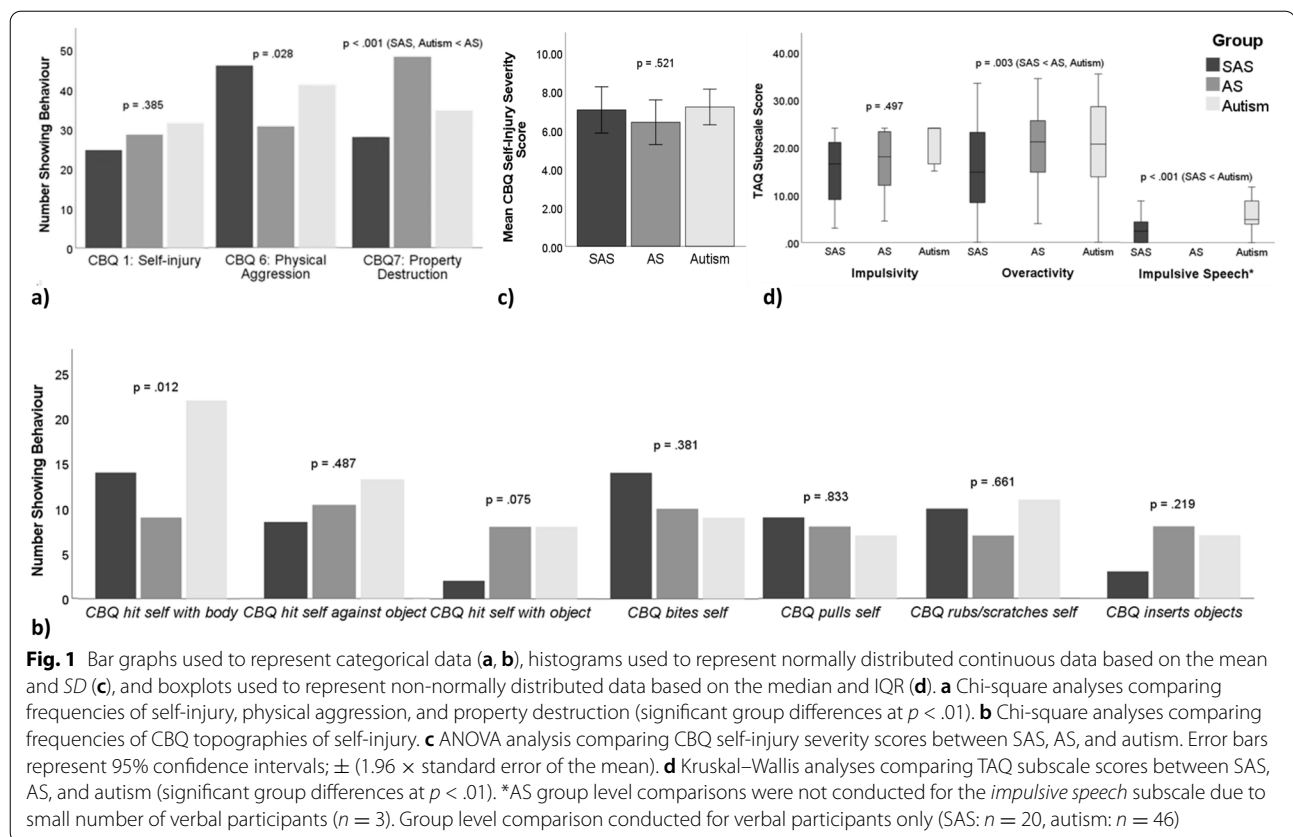 Number Showing Behaviour
50
40
30
20
10
0
p = .385
p = .028
p < .001 (SAS, Autism < AS)
CBQ 1: Self-injury
CBQ 6: Physical
Aggression
CBQ7: Property
Destruction
a)
Mean CBQ Self-Injury Severity
Score
10.00
8.00
6.00
4.00
2.00
0.00
p = .521
SAS
AS
Autism
c)
TAQ Subscale Score
40.00
30.00
20.00
10.00
.00
p = .497
p = .003 (SAS < AS, Autism)
p < .001 (SAS < Autism)
SAS
AS
Autism
SAS
AS
Autism
SAS
AS
Autism
Impulsivity
Overactivity
Impulsive Speech*
d)
Group
SAS
AS
Autism
Number Showing Behaviour
25
20
15
10
5
0
p = .012
p = .487
p = .075
p = .381
p = .833
p = .661
p = .219
CBQ hit self with body
CBQ hit self against object
CBQ hit self with object
CBQ bites self
CBQ pulls self
CBQ rubs/scratches self
CBQ inserts objects
b)
Fig. 1 Bar graphs used to represent categorical data (a, b), histograms used to represent normally distributed continuous data based on the mean
and SD (c), and boxplots used to represent non-normally distributed data based on the median and IQR (d). a Chi-square analyses comparing
frequencies of self-injury, physical aggression, and property destruction (significant group differences at p < .01). b Chi-square analyses comparing
frequencies of CBQ topographies of self-injury. c ANOVA analysis comparing CBQ self-injury severity scores between SAS, AS, and autism. Error bars
represent 95% confidence intervals; ± (1.96 × standard error of the mean). d Kruskal–Wallis analyses comparing TAQ subscale scores between SAS,
AS, and autism (significant group differences at p < .01). *AS group level comparisons were not conducted for the impulsive speech subscale due to
small number of verbal participants (n = 3). Group level comparison conducted for verbal participants only (SAS: n = 20, autism: n = 46)